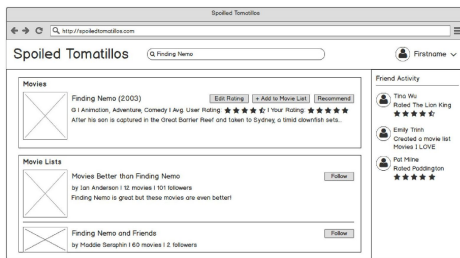 Spoiled Tomatillos
http://spoiledtomatillos.com
Spoiled Tomatillos
Finding Nemo
Firstname
Movies
Finding Nemo (2003)
Edit Rating
+ Add to Movie List
Recommend
G | Animation, Adventure, Comedy | Avg. User Rating: ★ ★ ★ ★ ⯪ | Your Rating: ★ ★ ★ ★ ★
After his son is captured in the Great Barrier Reef and taken to Sydney, a timid clownfish sets..
Movie Lists
Movies Better than Finding Nemo
Follow
by Ian Anderson | 12 movies | 101 followers
Finding Nemo is great but these movies are even better!
Finding Nemo and Friends
Follow
by Maddie Seraphin | 60 movies | 2 followers
Friend Activity
Tina Wu
Rated The Lion King
★ ★ ★ ★ ⯪
Emily Trinh
Created a movie list
Movies I LOVE
Pat Milne
Rated Paddington
★ ★ ★ ★ ★